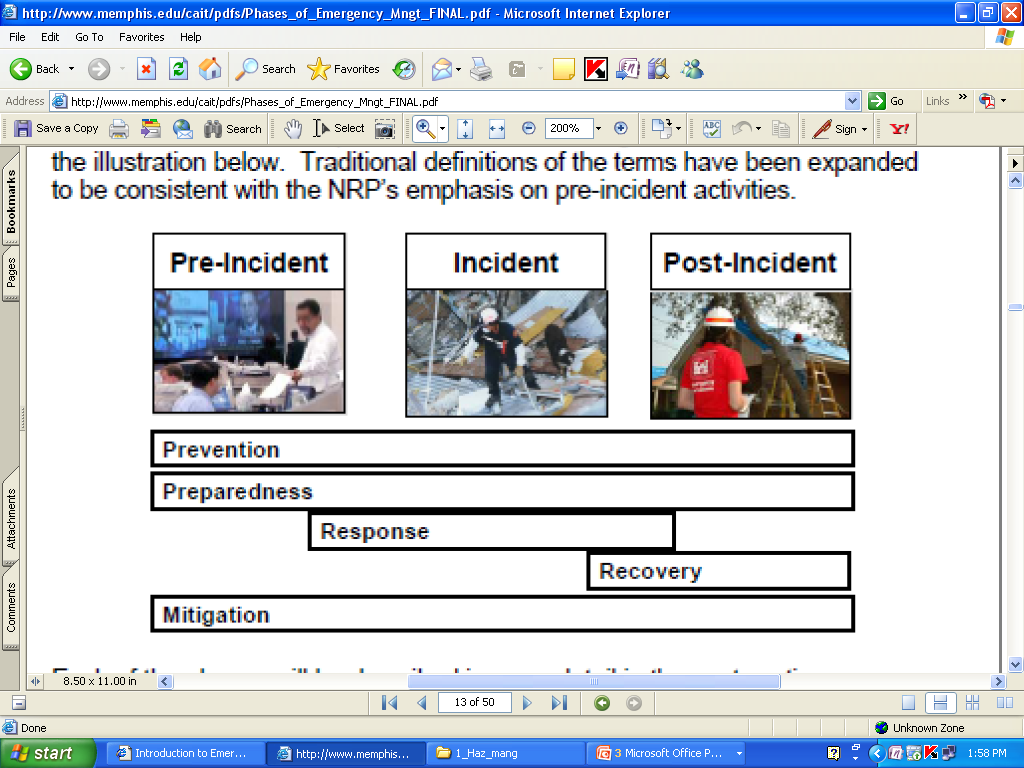 http://www.memphis.edu/cait/pdfs/Phases_of_Emergency_Mngt_FINAL.pdf - Microsoft Internet Explorer
File Edit Go To Favorites Help
Back Search Favorites
Address http://www.memphis.edu/cait/pdfs/Phases_of_Emergency_Mngt_FINAL.pdf Go Links »
Save a Copy Search Select 200% Sign Y!
Bookmarks
Pages
Attachments
Comments
the illustration below. Traditional definitions of the terms have been expanded
to be consistent with the NRP's emphasis on pre-incident activities.
Pre-Incident Incident Post-Incident
Prevention
Preparedness
Response
Recovery
Mitigation
8.50 x 11.00 in
13 of 50
Done Unknown Zone
start Introduction to Emer... http://www.memphis... 1_Haz_mang 3 Microsoft Office P... 1:58 PM